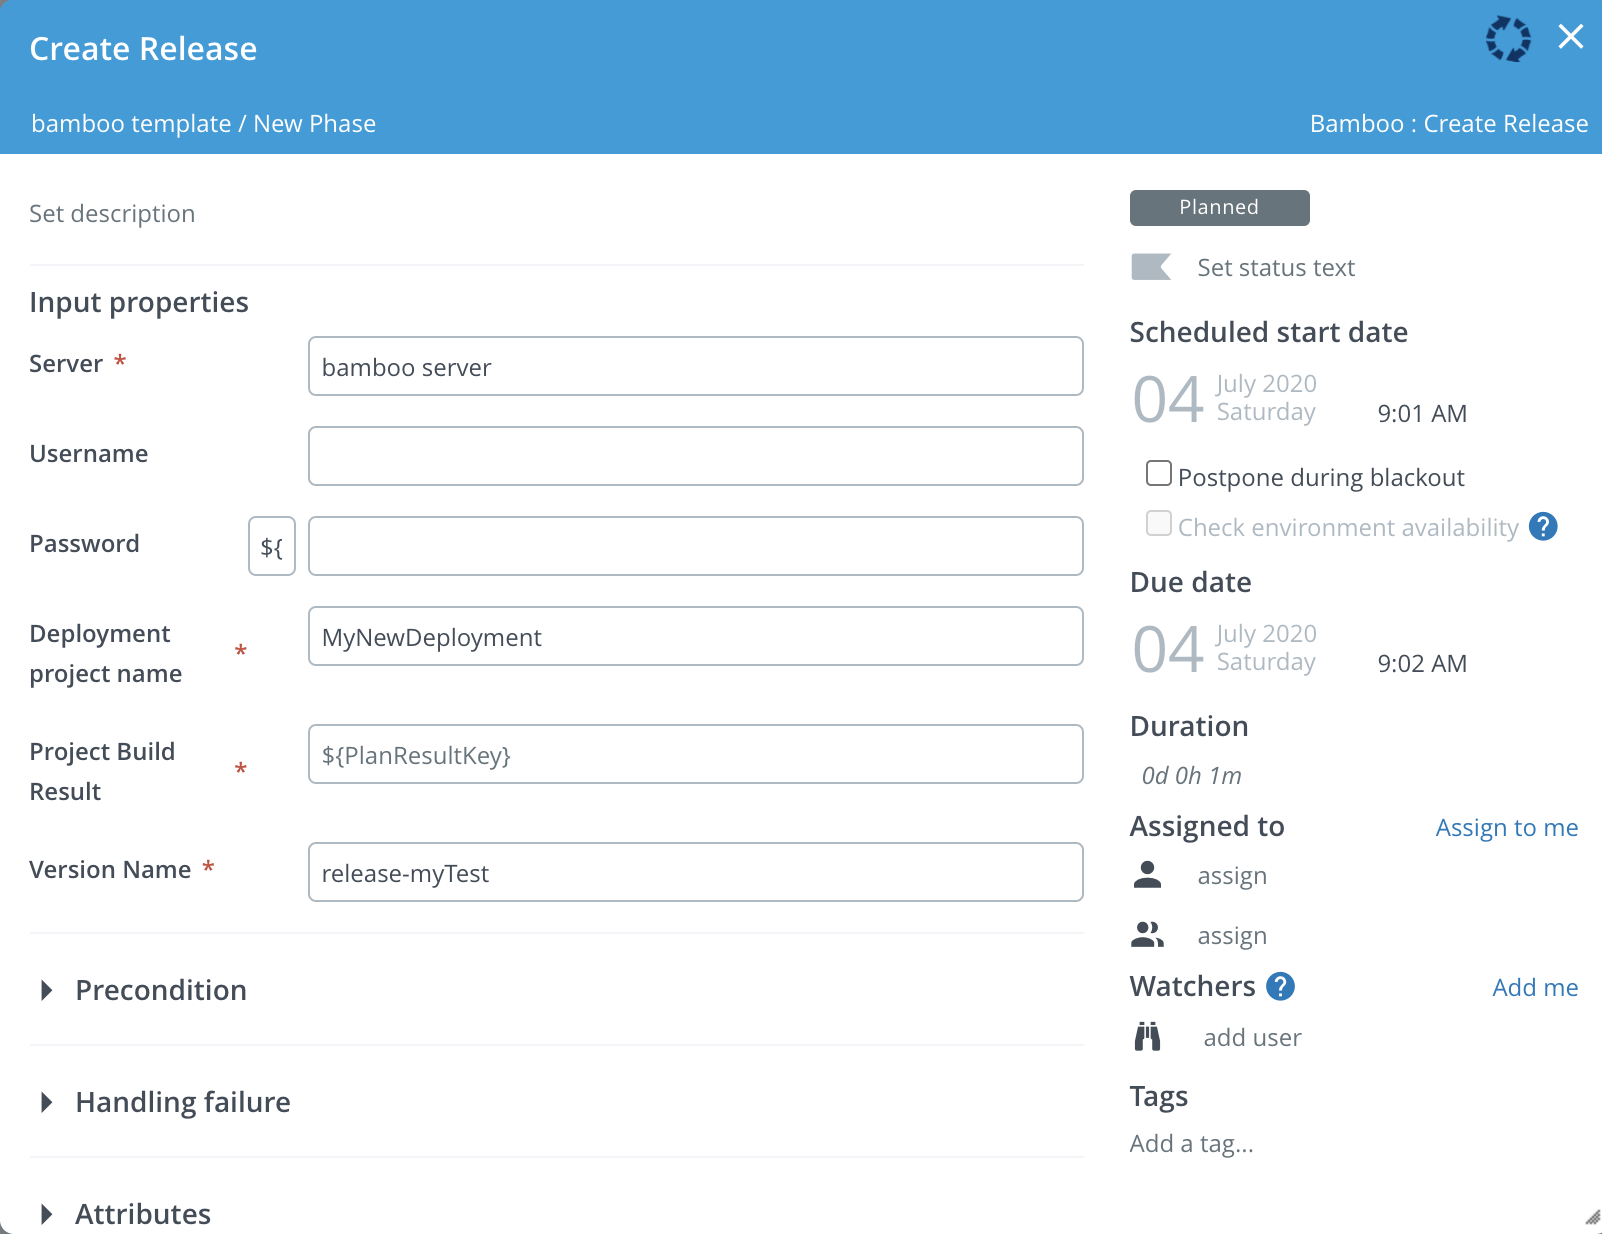 Create Release
bamboo template / New Phase
Bamboo : Create Release
Set description
Input properties
Server *
bamboo server
Username
Password
${
Deployment
project name *
MyNewDeployment
Project Build
Result *
${PlanResultKey}
Version Name *
release-myTest
Precondition
Handling failure
Attributes
Planned
Set status text
Scheduled start date
04 July 2020
Saturday
9:01 AM
Postpone during blackout
Check environment availability ?
Due date
04 July 2020
Saturday
9:02 AM
Duration
0d 0h 1m
Assigned to
Assign to me
assign
assign
Watchers ?
Add me
add user
Tags
Add a tag...